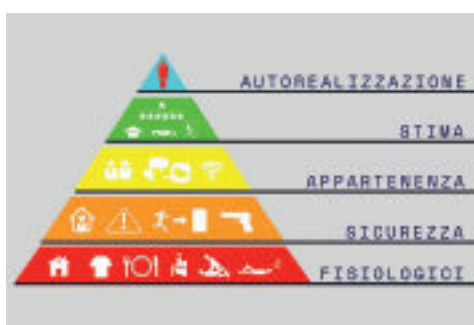 AUTOREALIZZAZIONE
STIMA
APPARTENENZA
SICUREZZA
FISIOLOGICI